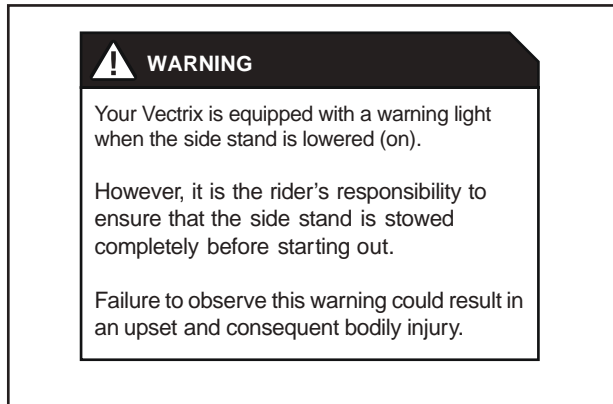 WARNING
Your Vectrix is equipped with a warning light
when the side stand is lowered (on).
However, it is the rider’s responsibility to
ensure that the side stand is stowed
completely before starting out.
Failure to observe this warning could result in
an upset and consequent bodily injury.